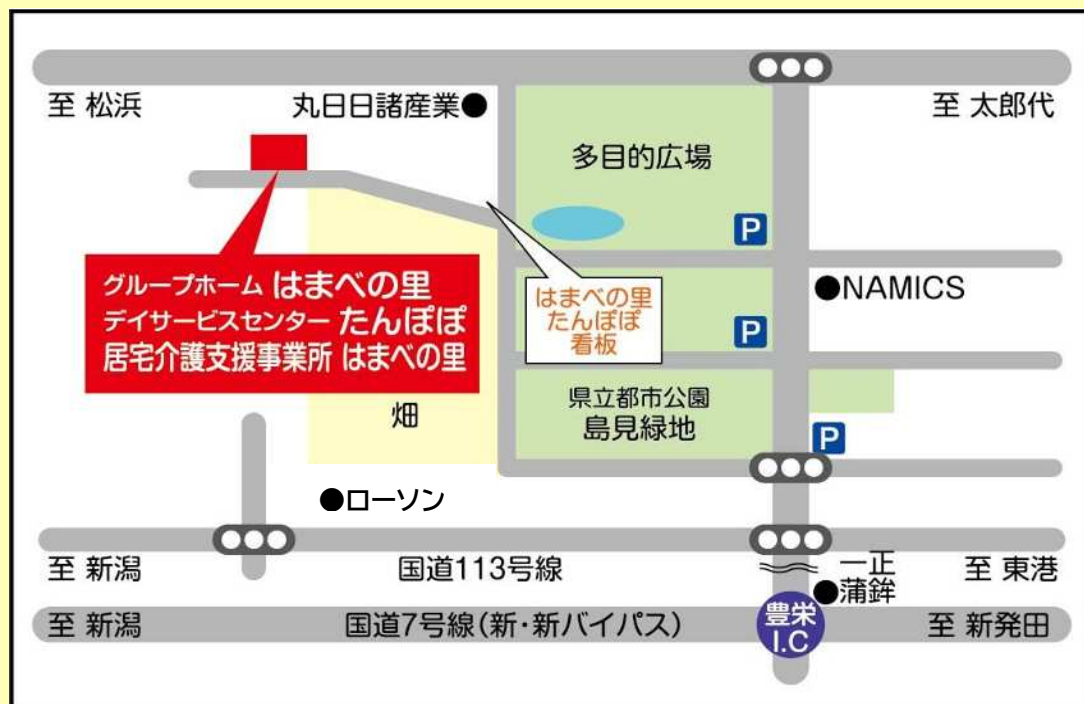 至 松浜
丸日日諸産業
至 太郎代
多目的広場
P
グループホーム はまべの里
デイサービスセンター たんぽぽ
居宅介護支援事業所 はまべの里
はまべの里
たんぽぽ
看板
NAMICS
P
畑
県立都市公園
島見緑地
P
ローソン
至 新潟
国道113号線
一正
蒲鉾
至 東港
至 新潟
国道7号線(新・新バイパス)
豊栄
I.C
至 新発田